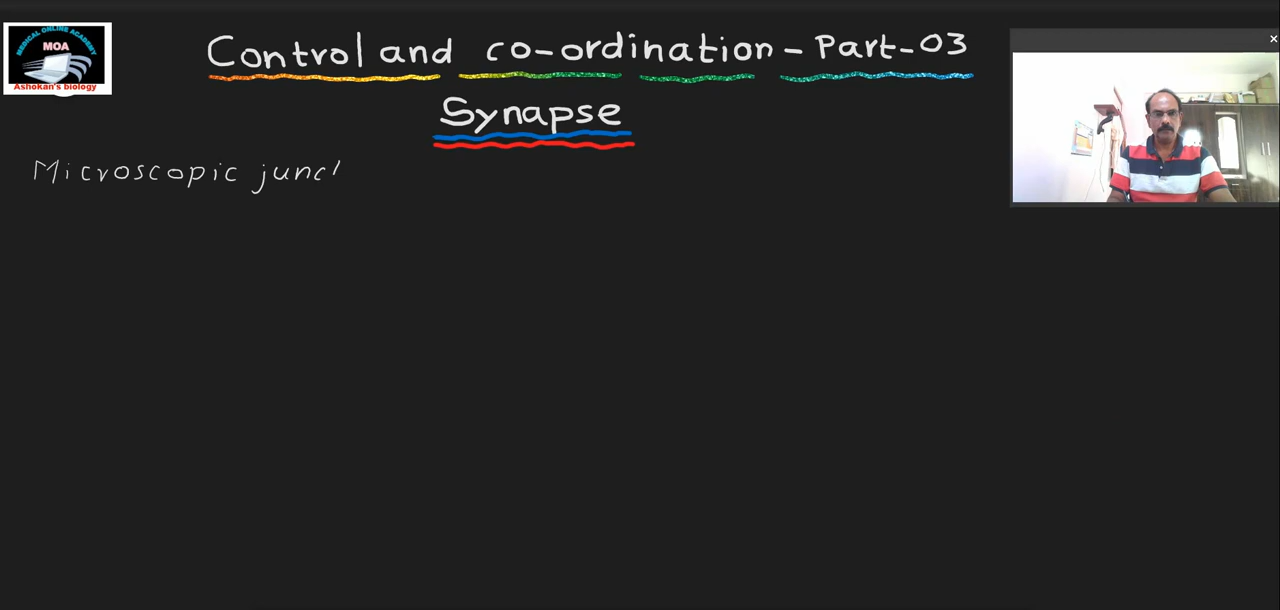 MEDICAL ONLINE ACADEMY
MOA
Ashokan's biology
Control and co-ordination - Part-03
Synapse
Microscopic junc